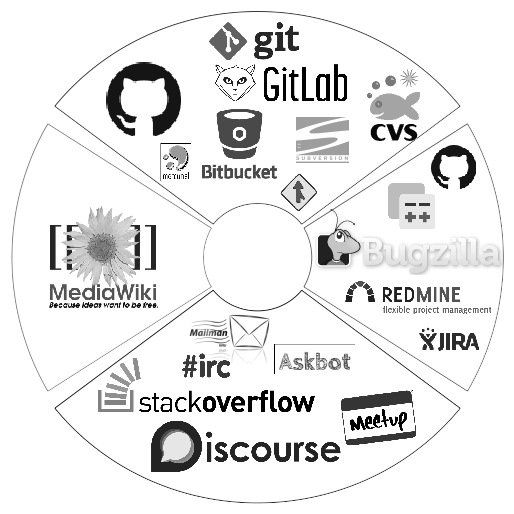 git
GitLab
CVS
SUBVERSION
Bitbucket
mercurial
Bugzilla
[[ ]]
MediaWiki
Because ideas want to be free.
REDMINE
flexible project management
JIRA
Mailman
#irc
Askbot
stackoverflow
Meetup
Discourse